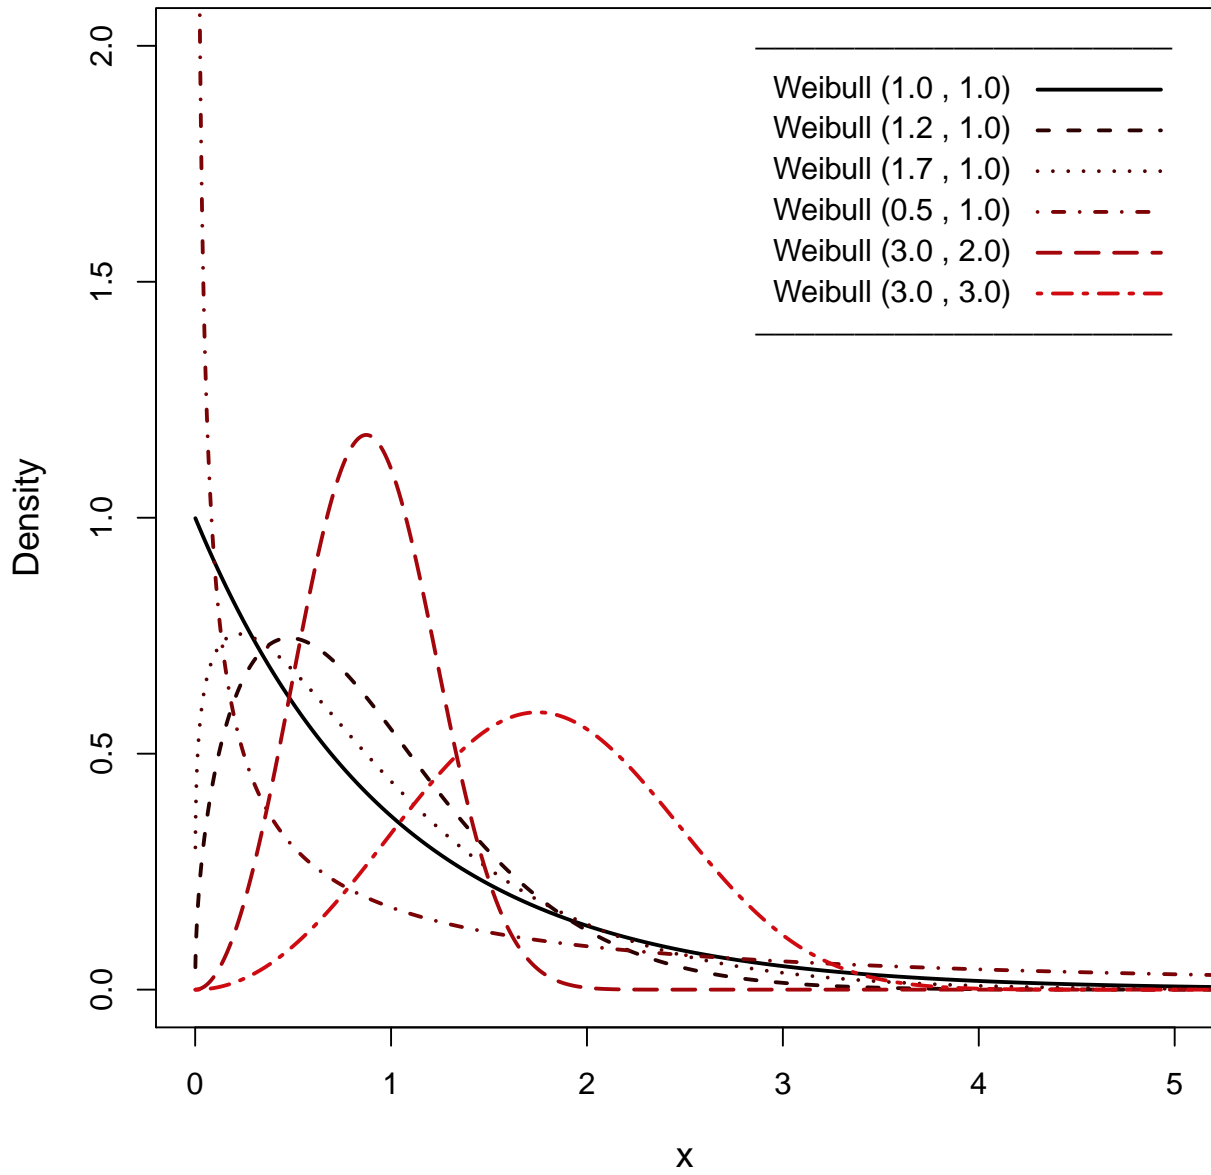 2.0
1.5
1.0
0.5
0.0
Density
Weibull (1.0 , 1.0)
Weibull (1.2 , 1.0)
Weibull (1.7 , 1.0)
Weibull (0.5 , 1.0)
Weibull (3.0 , 2.0)
Weibull (3.0 , 3.0)
0 1 2 3 4 5
x